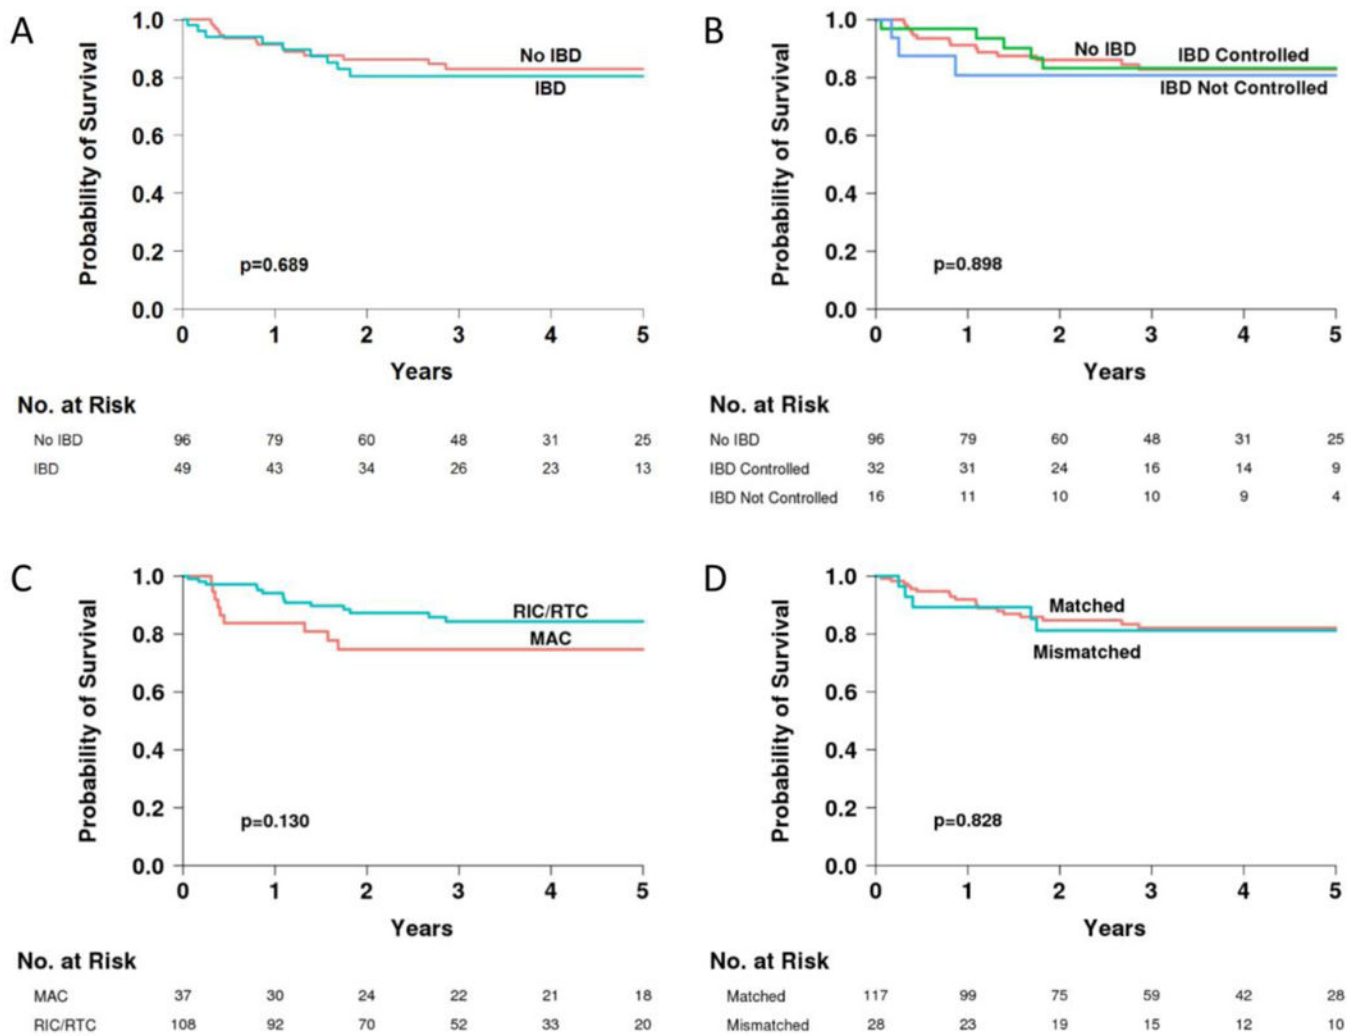 A
Probability of Survival
1.0
0.8
0.6
0.4
0.2
0.0
No IBD
IBD
p=0.689
0 1 2 3 4 5
Years
No. at Risk
No IBD 96 79 60 48 31 25
IBD 49 43 34 26 23 13
B
Probability of Survival
1.0
0.8
0.6
0.4
0.2
0.0
No IBD
IBD Controlled
IBD Not Controlled
p=0.898
0 1 2 3 4 5
Years
No. at Risk
No IBD 96 79 60 48 31 25
IBD Controlled 32 31 24 16 14 9
IBD Not Controlled 16 11 10 10 9 4
C
Probability of Survival
1.0
0.8
0.6
0.4
0.2
0.0
RIC/RTC
MAC
p=0.130
0 1 2 3 4 5
Years
No. at Risk
MAC 37 30 24 22 21 18
RIC/RTC 108 92 70 52 33 20
D
Probability of Survival
1.0
0.8
0.6
0.4
0.2
0.0
Matched
Mismatched
p=0.828
0 1 2 3 4 5
Years
No. at Risk
Matched 117 99 75 59 42 28
Mismatched 28 23 19 15 12 10